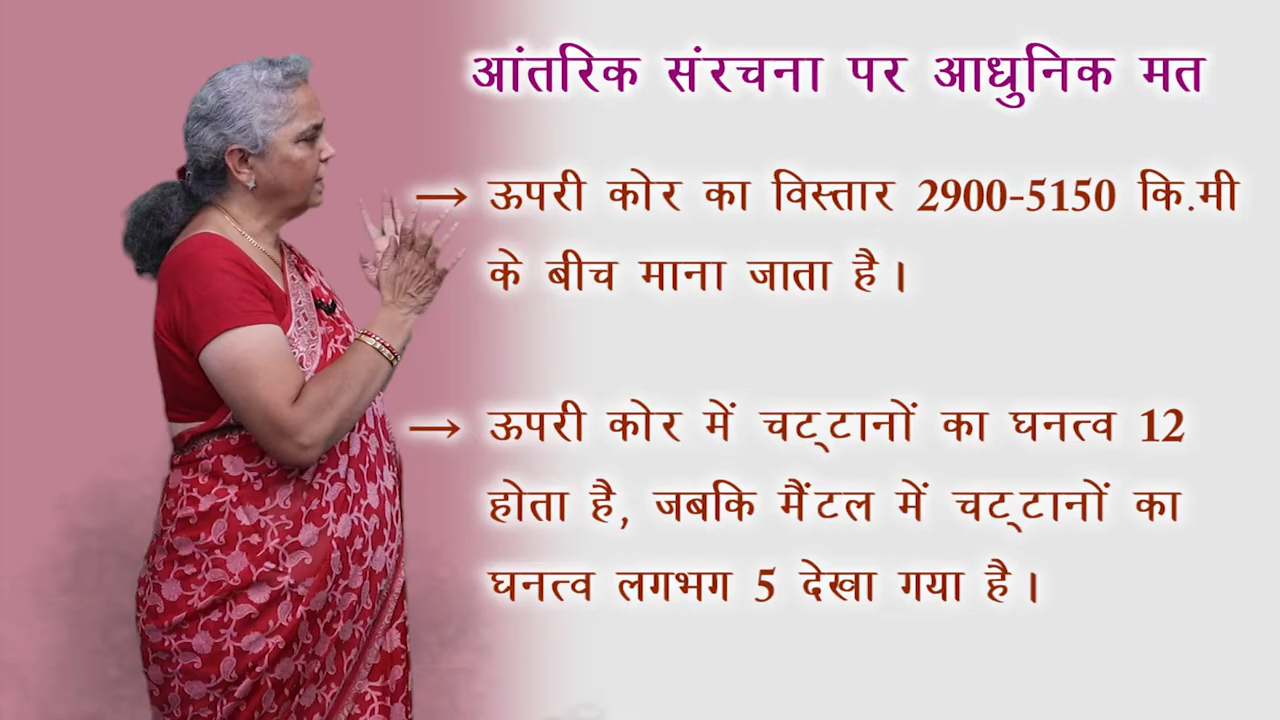 आंतरिक संरचना पर आधुनिक मत
→ ऊपरी कोर का विस्तार 2900-5150 कि.मी
के बीच माना जाता है।
→ ऊपरी कोर में चट्टानों का घनत्व 12
होता है, जबकि मैंटल में चट्टानों का
घनत्व लगभग 5 देखा गया है।